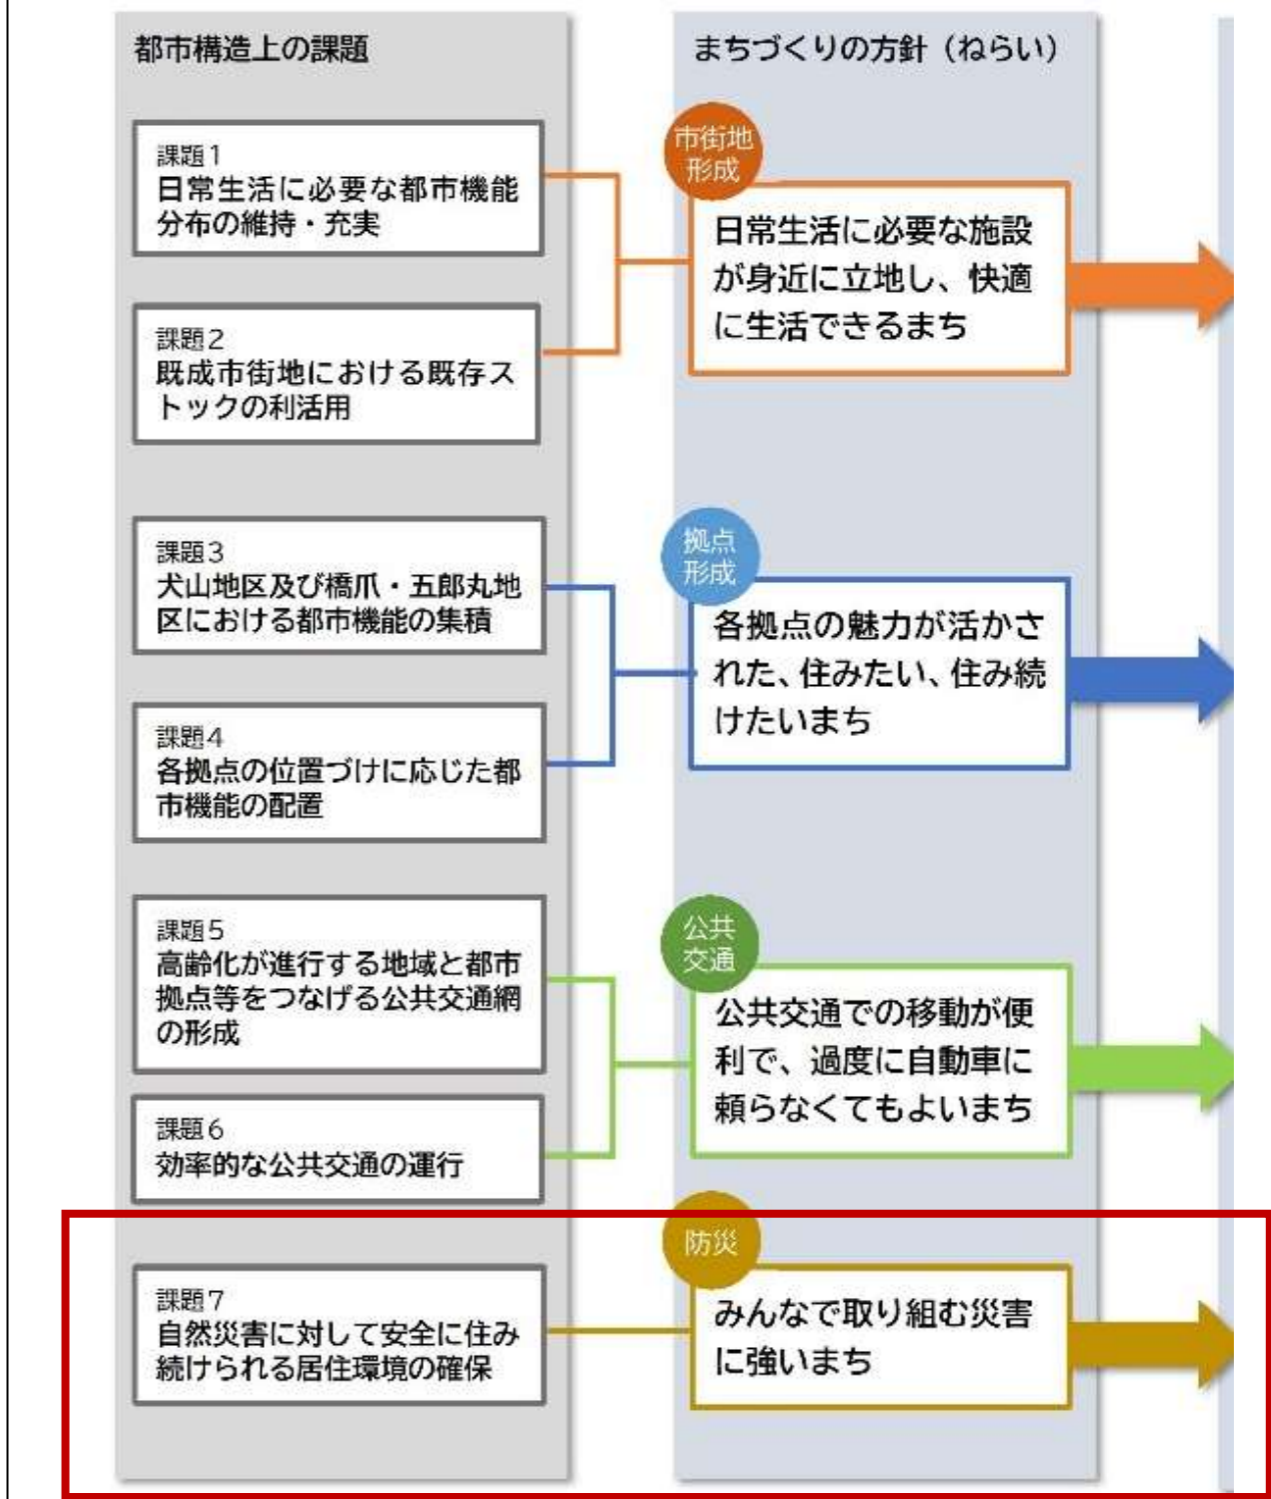 都市構造上の課題
課題1
日常生活に必要な都市機能
分布の維持・充実
課題2
既成市街地における既存ス
トックの利活用
課題3
犬山地区及び橋爪・五郎丸地
区における都市機能の集積
課題4
各拠点の位置づけに応じた都
市機能の配置
課題5
高齢化が進行する地域と都市
拠点等をつなげる公共交通網
の形成
課題6
効率的な公共交通の運行
課題7
自然災害に対して安全に住み
続けられる居住環境の確保
まちづくりの方針（ねらい）
市街地
形成
日常生活に必要な施設
が身近に立地し、快適
に生活できるまち
拠点
形成
各拠点の魅力が活かさ
れた、住みたい、住み続
けたいまち
公共
交通
公共交通での移動が便
利で、過度に自動車に
頼らなくてもよいまち
防災
みんなで取り組む災害
に強いまち